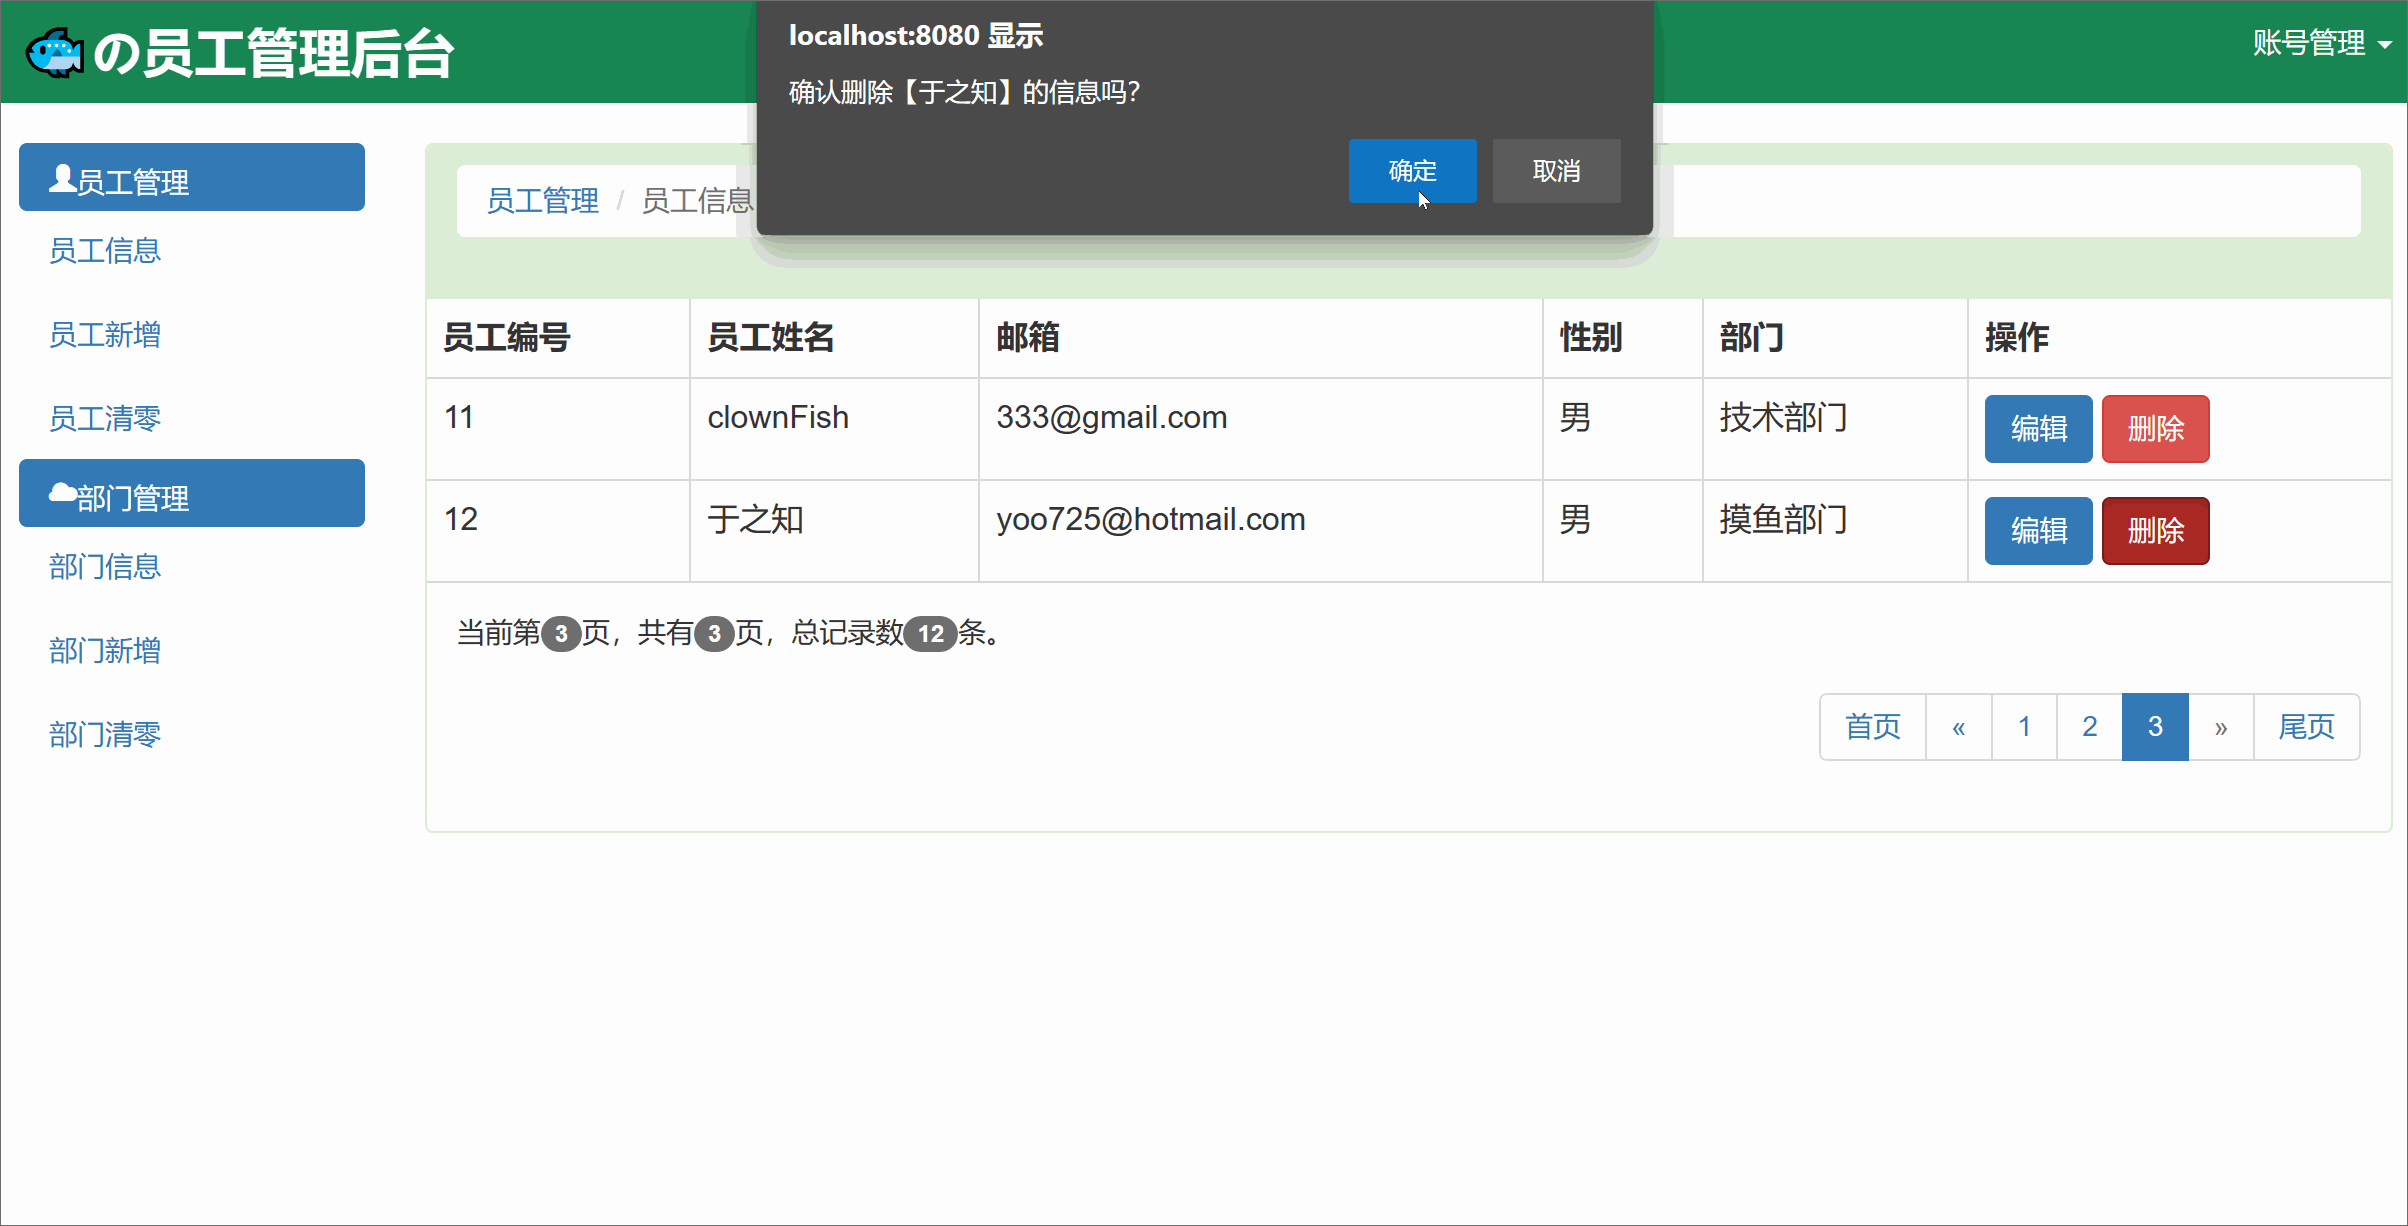 の员工管理后台
账号管理
localhost:8080 显示
确认删除【于之知】的信息吗？
确定 取消
员工管理
员工信息
员工新增
员工清零
部门管理
部门信息
部门新增
部门清零
员工管理 / 员工信息
员工编号 员工姓名 邮箱 性别 部门 操作
11 clownFish 333@gmail.com 男 技术部门 编辑 删除
12 于之知 yoo725@hotmail.com 男 摸鱼部门 编辑 删除
当前第3页，共有3页，总记录数12条。
首页 « 1 2 3 » 尾页